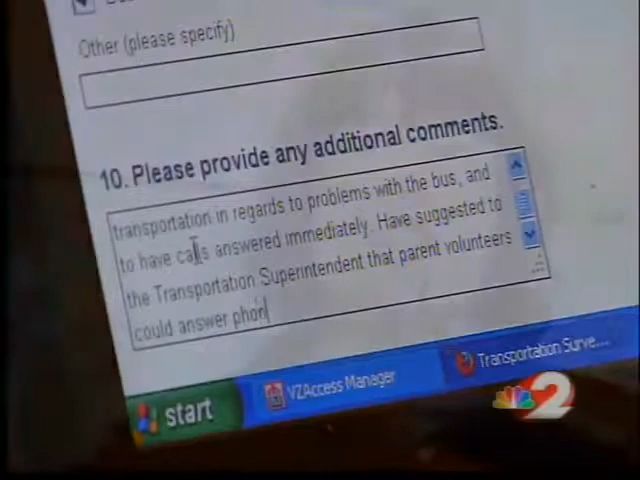 Other (please specify)
10. Please provide any additional comments.
transportation in regards to problems with the bus, and
to have calls answered immediately. Have suggested to
the Transportation Superintendent that parent volunteers
could answer phon
start
VZAccess Manager
Transportation Surve...
2